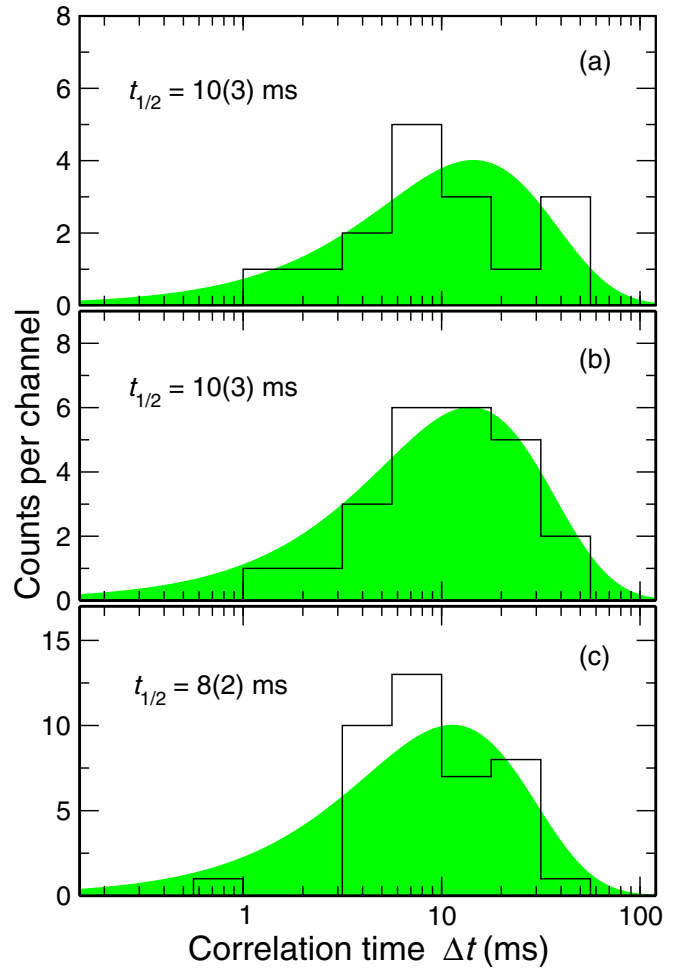 8
6
4
2
0
(a)
t1/2 = 10(3) ms
8
6
4
2
0
(b)
t1/2 = 10(3) ms
15
10
5
0
(c)
t1/2 = 8(2) ms
Counts per channel
1 10 100
Correlation time Δt (ms)